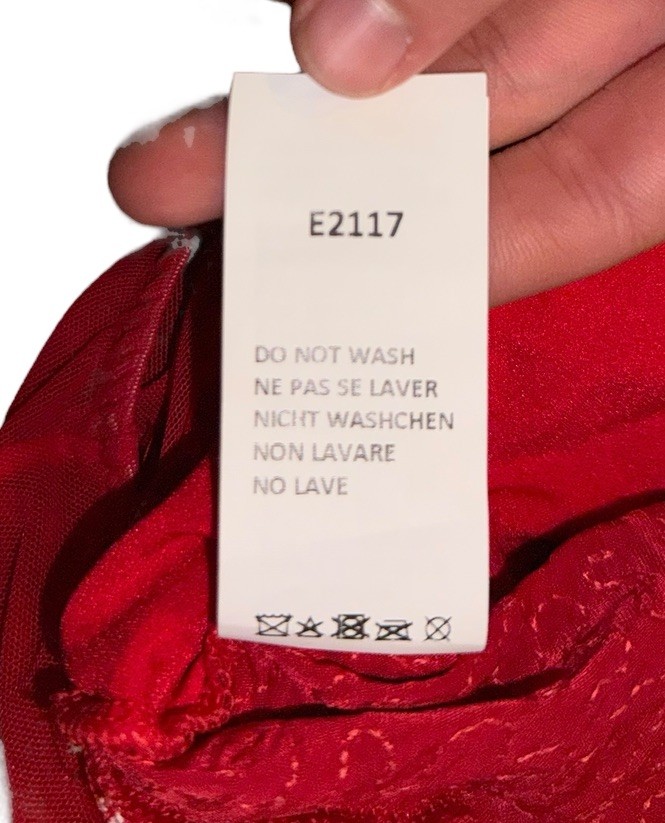 E2117
DO NOT WASH
NE PAS SE LAVER
NICHT WASHCHEN
NON LAVARE
NO LAVE